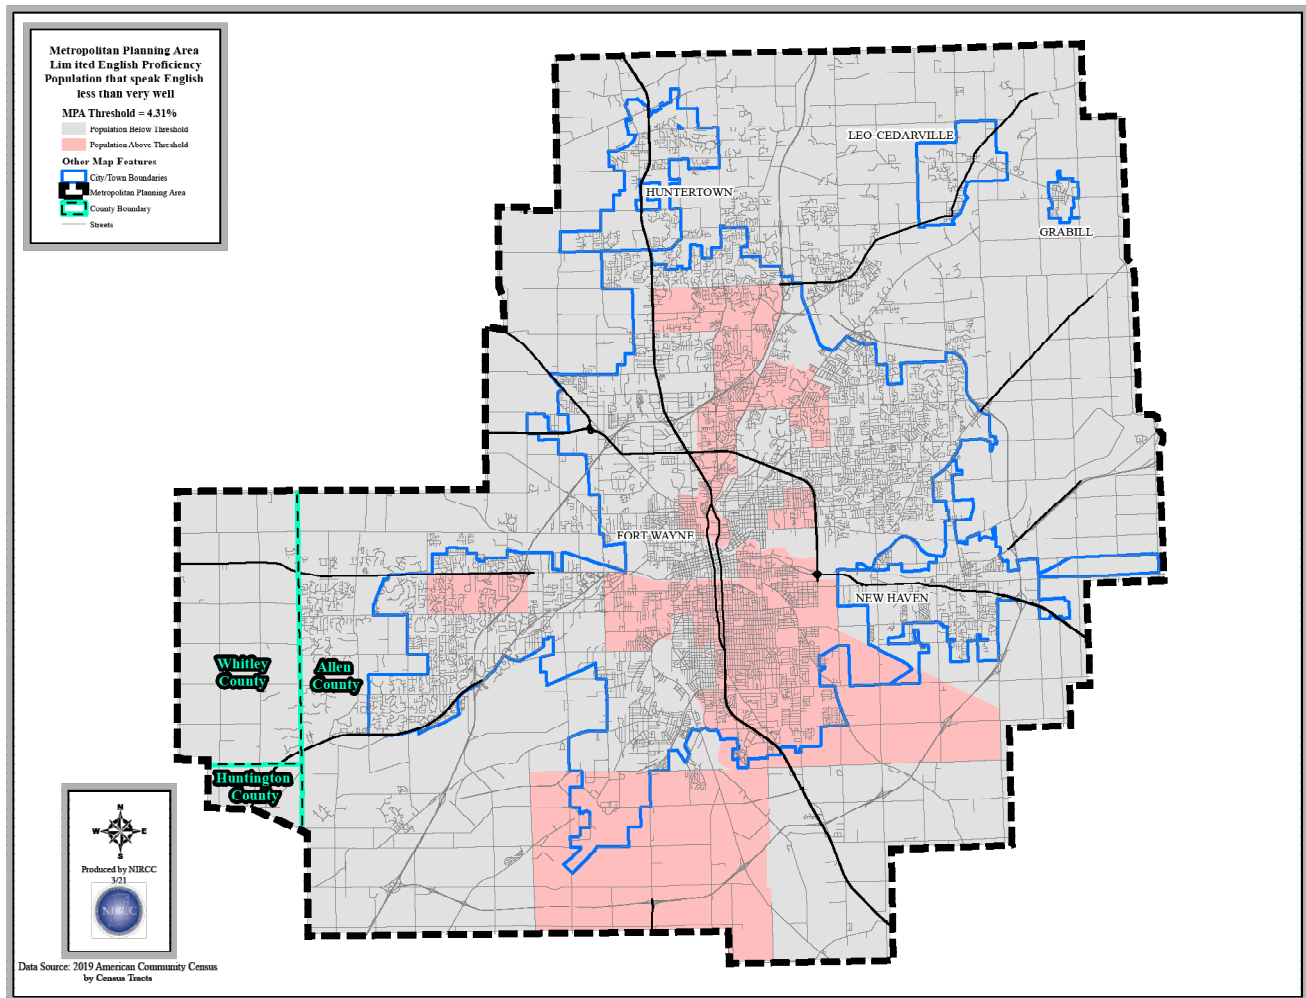 Metropolitan Planning Area
Lim ited English Proficiency
Population that speak English
less than very well
MPA Threshold = 4.31%
Population Below Threshold
Population Above Threshold
Other Map Features
City/Town Boundaries
Metropolitan Planning Area
County Boundary
Streets
LEO-CEDARVILLE
HUNTERTOWN
GRABILL
FORT WAYNE
NEW HAVEN
Whitley
County
Allen
County
Huntington
County
N
W E
S
Produced by NIRCC
3/21
NIRCC
Data Source: 2019 American Community Census
by Census Tracts